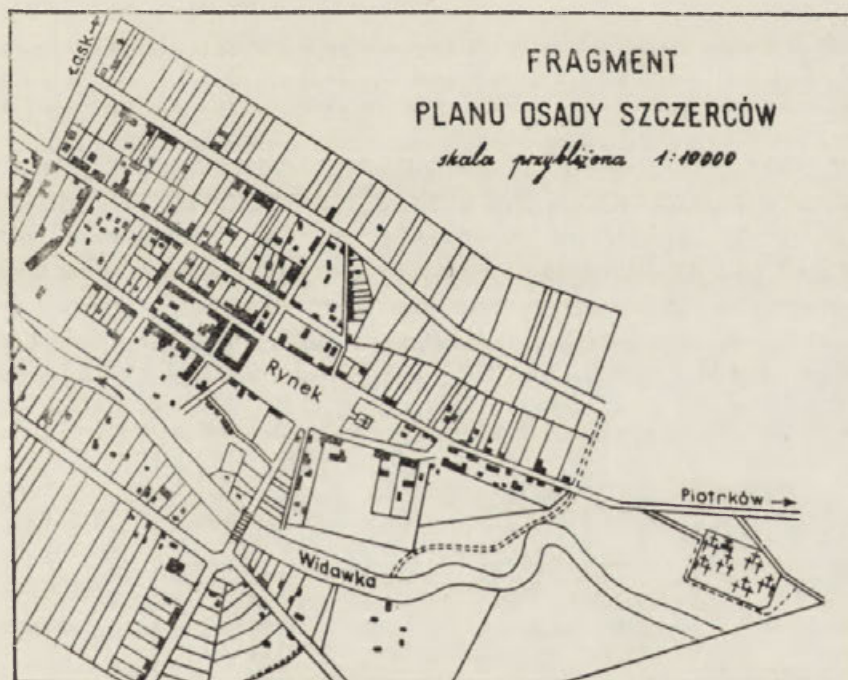 Łask →
FRAGMENT
PLANU OSADY SZCZERCÓW
skala przybliżona 1:10000
Rynek
Piotrków →
Widawka